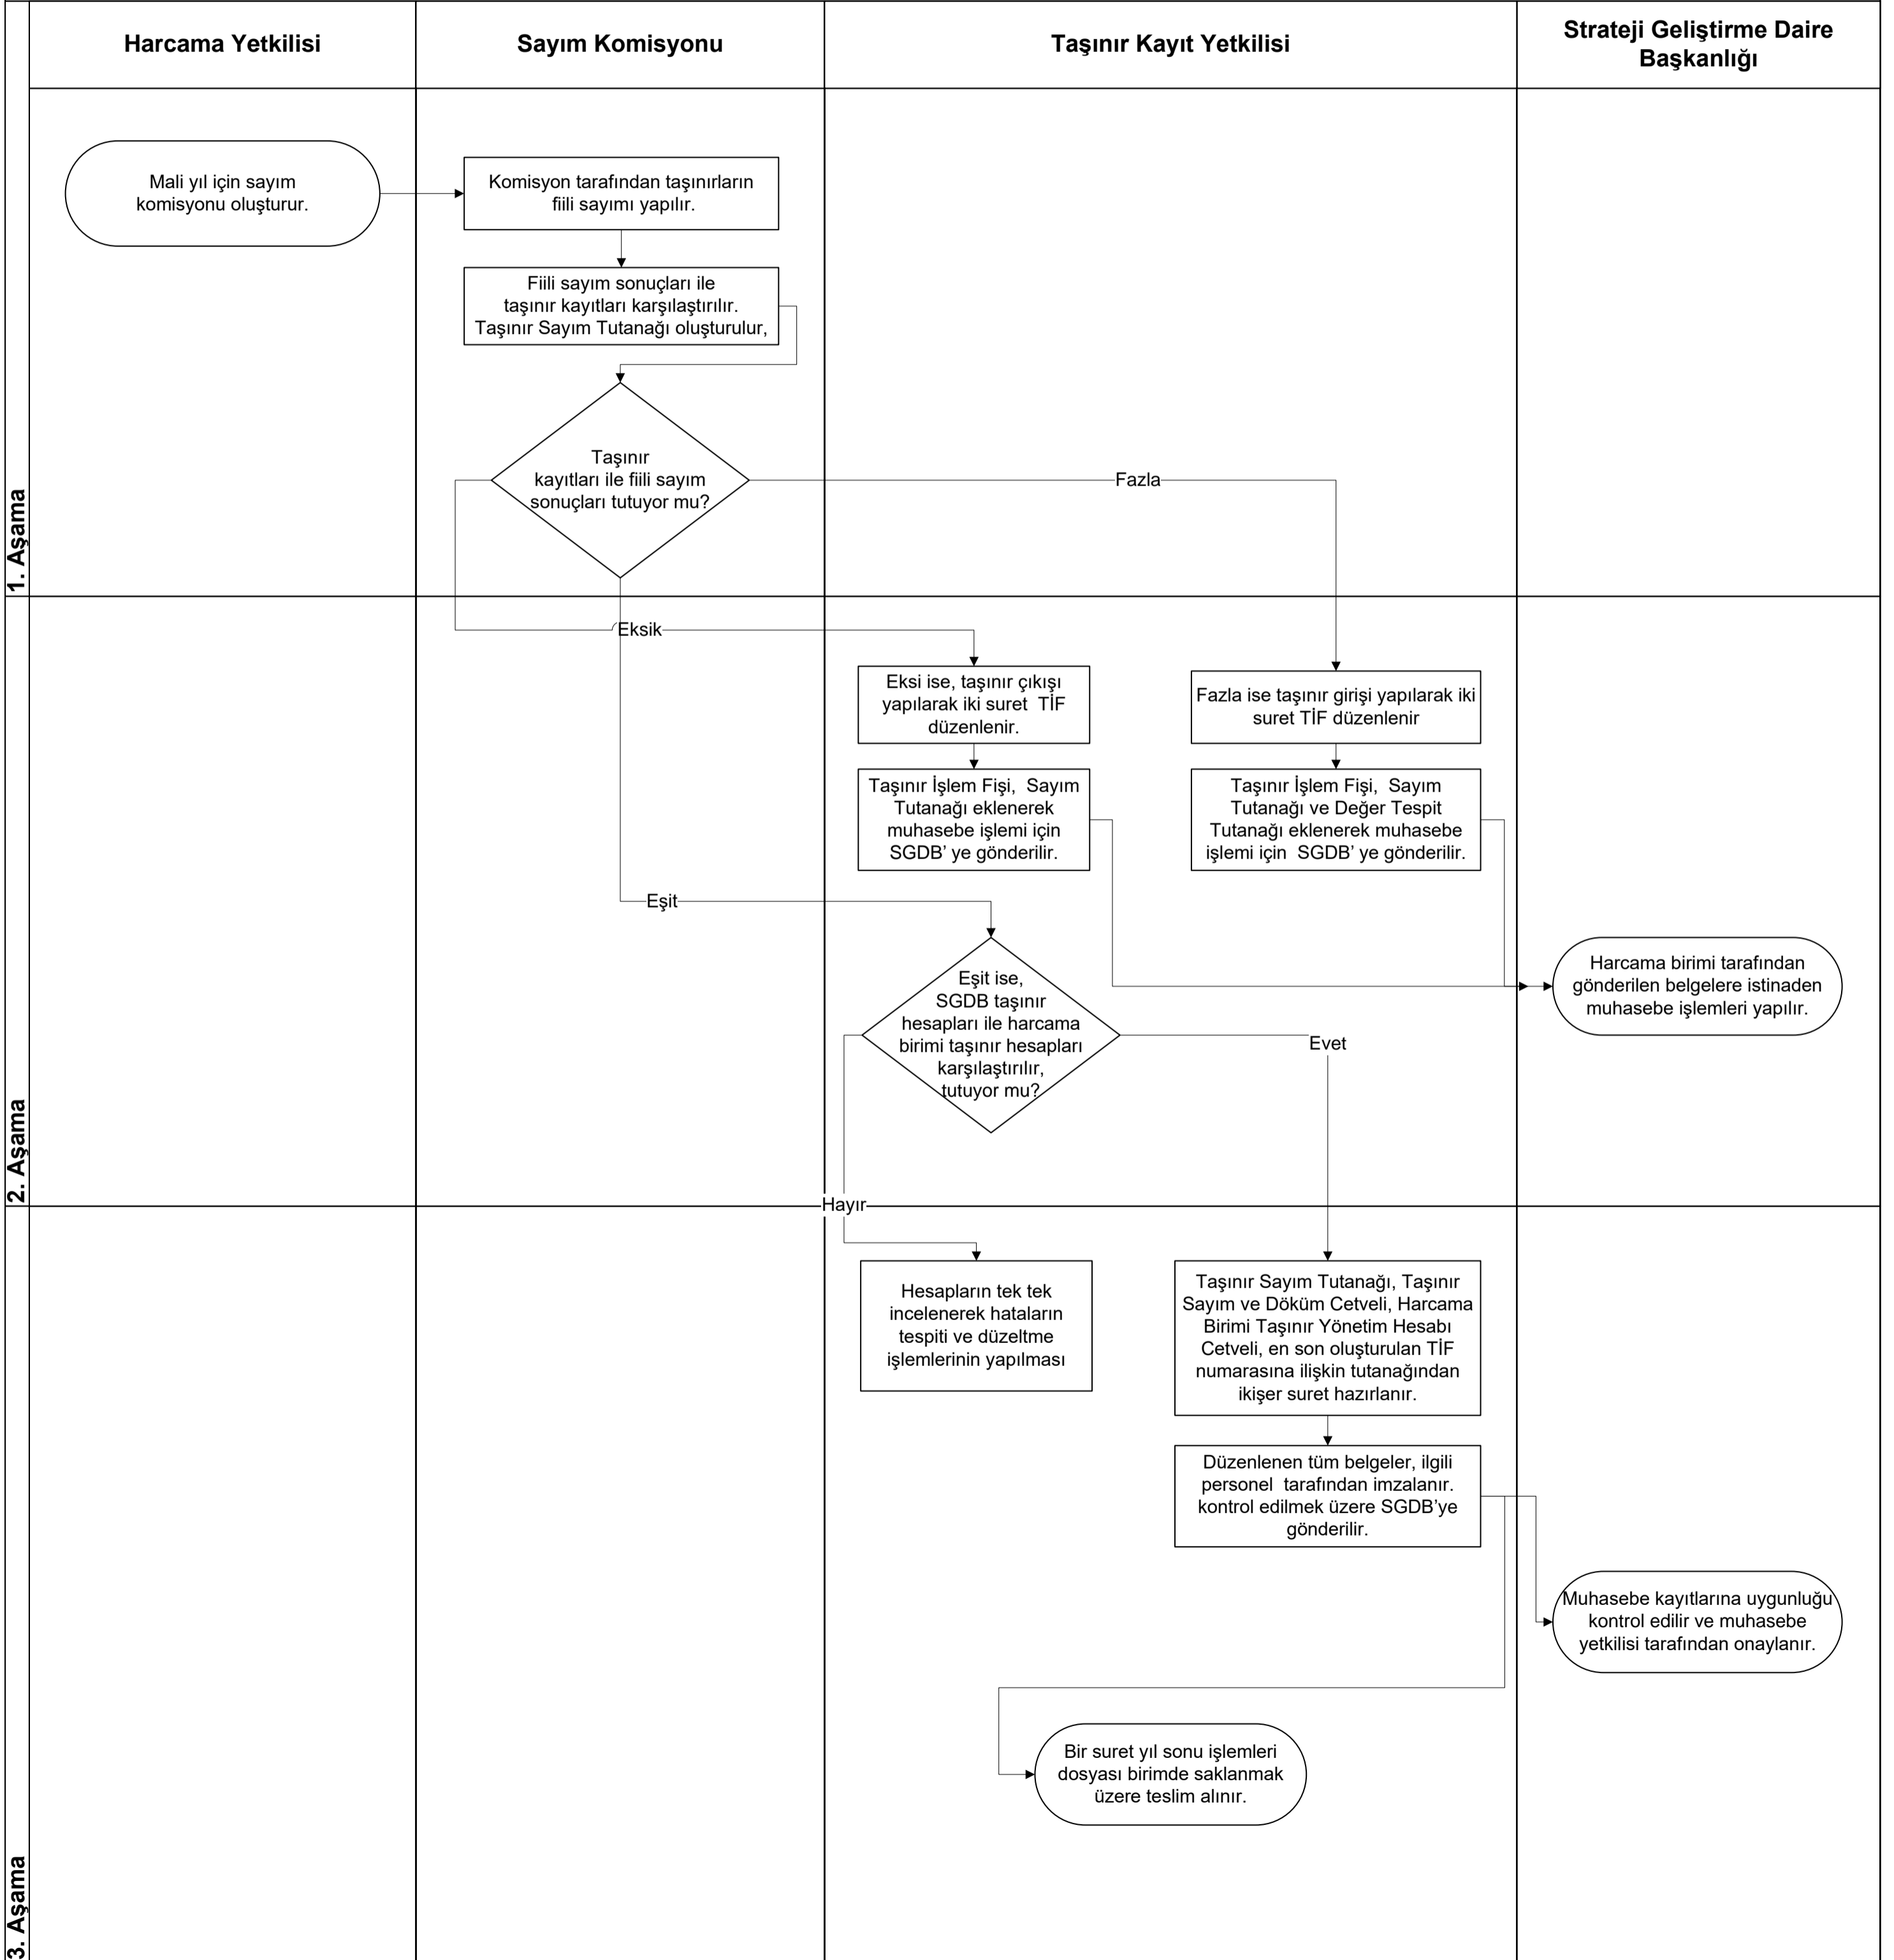 Harcama Yetkilisi
Sayım Komisyonu
Taşınır Kayıt Yetkilisi
Strateji Geliştirme Daire
Başkanlığı
1. Aşama
Mali yıl için sayım
komisyonu oluşturur.
Komisyon tarafından taşınırların
fiili sayımı yapılır.
Fiili sayım sonuçları ile
taşınır kayıtları karşılaştırılır.
Taşınır Sayım Tutanağı oluşturulur,
Taşınır
kayıtları ile fiili sayım
sonuçları tutuyor mu?
Fazla
2. Aşama
Eksik
Eksi ise, taşınır çıkışı
yapılarak iki suret  TİF
düzenlenir.
Fazla ise taşınır girişi yapılarak iki
suret TİF düzenlenir
Taşınır İşlem Fişi,  Sayım
Tutanağı eklenerek
muhasebe işlemi için
SGDB’ ye gönderilir.
Taşınır İşlem Fişi,  Sayım
Tutanağı ve Değer Tespit
Tutanağı eklenerek muhasebe
işlemi için  SGDB’ ye gönderilir.
Eşit
Eşit ise,
SGDB taşınır
hesapları ile harcama
birimi taşınır hesapları
karşılaştırılır,
tutuyor mu?
Evet
Harcama birimi tarafından
gönderilen belgelere istinaden
muhasebe işlemleri yapılır.
Hayır
3. Aşama
Hesapların tek tek
incelenerek hataların
tespiti ve düzeltme
işlemlerinin yapılması
Taşınır Sayım Tutanağı, Taşınır
Sayım ve Döküm Cetveli, Harcama
Birimi Taşınır Yönetim Hesabı
Cetveli, en son oluşturulan TİF
numarasına ilişkin tutanağından
ikişer suret hazırlanır.
Düzenlenen tüm belgeler, ilgili
personel  tarafından imzalanır.
kontrol edilmek üzere SGDB’ye
gönderilir.
Muhasebe kayıtlarına uygunluğu
kontrol edilir ve muhasebe
yetkilisi tarafından onaylanır.
Bir suret yıl sonu işlemleri
dosyası birimde saklanmak
üzere teslim alınır.